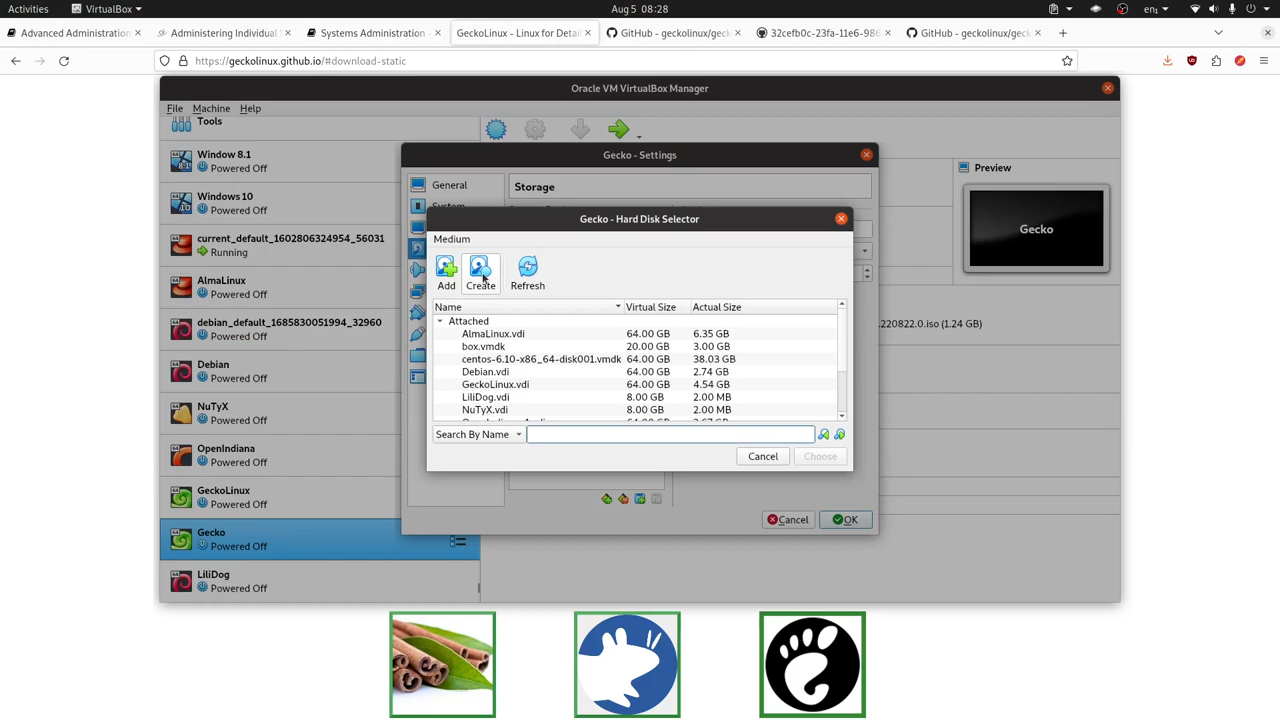 Activities
VirtualBox
Aug 5 08:28
en1
Advanced Administration
Administering Individual
Systems Administration
GeckoLinux - Linux for Detai
GitHub - geckolinux/geck
32cefb0c-23fa-11e6-986
GitHub - geckolinux/geck
https://geckolinux.github.io/#download-static
Oracle VM VirtualBox Manager
File Machine Help
Tools
Window 8.1
Powered Off
Windows 10
Powered Off
current_default_1602806324954_56031
Running
AlmaLinux
Powered Off
debian_default_1685830051994_32960
Powered Off
Debian
Powered Off
NuTyX
Powered Off
OpenIndiana
Powered Off
GeckoLinux
Powered Off
Gecko
Powered Off
LiliDog
Powered Off
Preview
Gecko
220822.0.iso (1.24 GB)
Gecko - Settings
General
System
Storage
Cancel
OK
Gecko - Hard Disk Selector
Medium
Add
Create
Refresh
Name Virtual Size Actual Size
Attached
AlmaLinux.vdi 64.00 GB 6.35 GB
box.vmdk 20.00 GB 3.00 GB
centos-6.10-x86_64-disk001.vmdk 64.00 GB 38.03 GB
Debian.vdi 64.00 GB 2.74 GB
GeckoLinux.vdi 64.00 GB 4.54 GB
LiliDog.vdi 8.00 GB 2.00 MB
NuTyX.vdi 8.00 GB 2.00 MB
Search By Name
Cancel
Choose